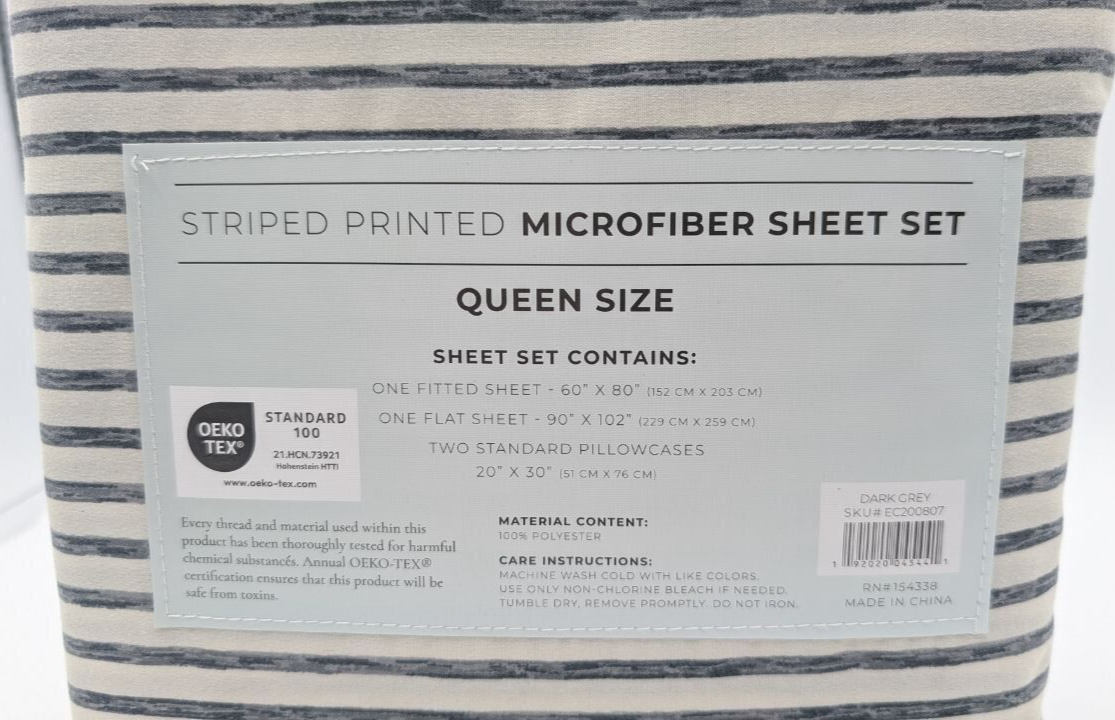 STRIPED PRINTED MICROFIBER SHEET SET
QUEEN SIZE
SHEET SET CONTAINS:
ONE FITTED SHEET - 60" X 80" (152 CM X 203 CM)
ONE FLAT SHEET - 90" X 102" (229 CM X 259 CM)
TWO STANDARD PILLOWCASES
20" X 30" (51 CM X 76 CM)
OEKO
TEX®
STANDARD
100
21.HCN.73921
Hohenstein HTTI
www.oeko-tex.com
Every thread and material used within this
product has been thoroughly tested for harmful
chemical substances. Annual OEKO-TEX®
certification ensures that this product will be
safe from toxins.
MATERIAL CONTENT:
100% POLYESTER
CARE INSTRUCTIONS:
MACHINE WASH COLD WITH LIKE COLORS.
USE ONLY NON-CHLORINE BLEACH IF NEEDED.
TUMBLE DRY, REMOVE PROMPTLY. DO NOT IRON.
DARK GREY
SKU# EC200807
1 92020 04344 1
RN#154338
MADE IN CHINA